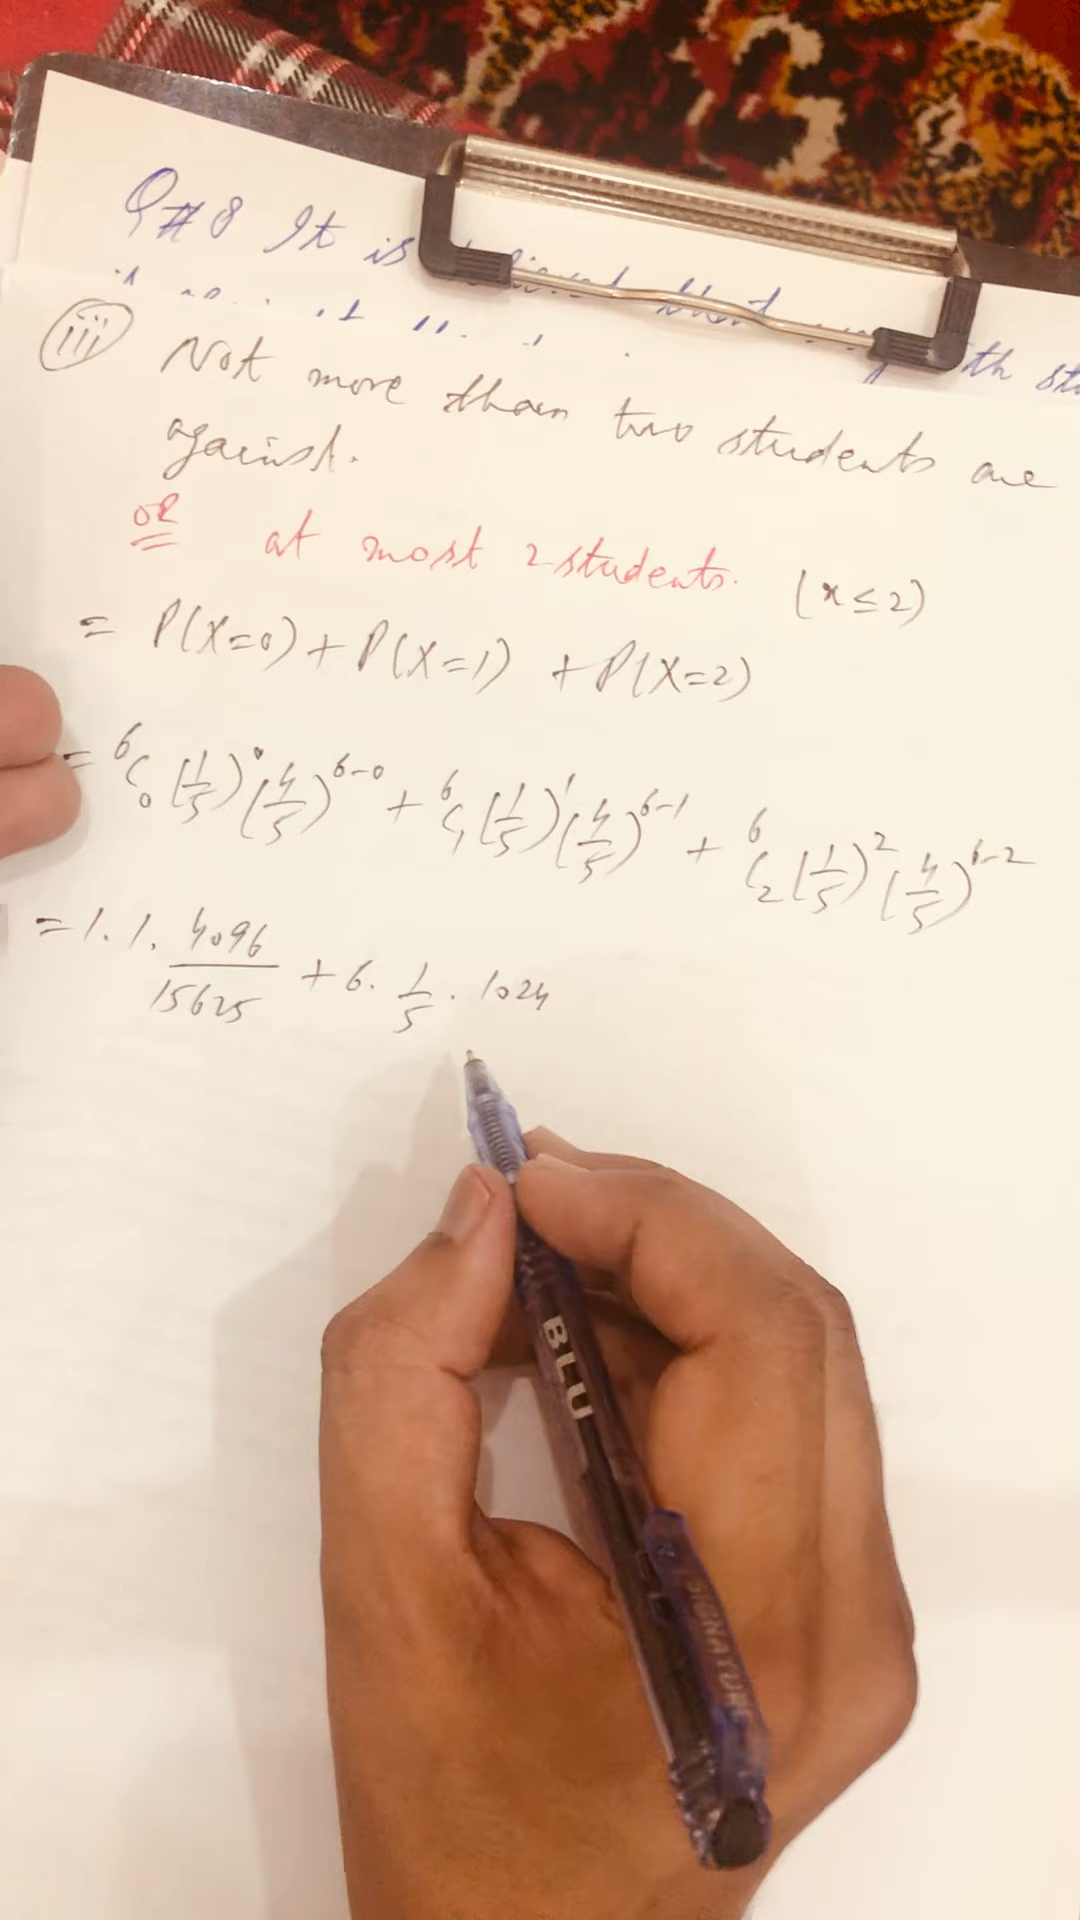 Q#8 It is that
th
iii Not more than two students are
against.
OR at most 2 students. (x≤2)
= P(X=0)+P(X=1) +P(X=2)
= ⁶C₀(1/5)⁰(4/5)⁶⁻⁰ + ⁶C₁(1/5)¹(4/5)⁶⁻¹ + ⁶C₂(1/5)²(4/5)⁶⁻²
=1.1. 4096/15625 +6. 1/5 . 1024
BLU
SIGNATURE